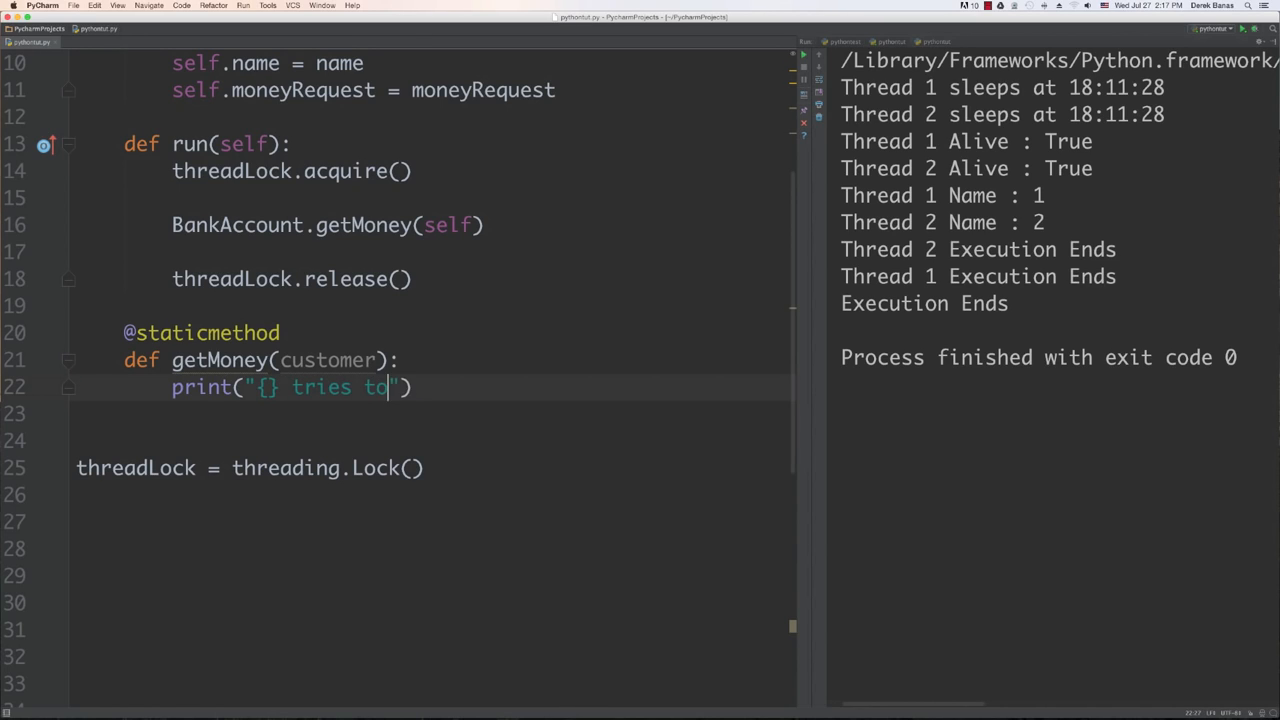 PyCharm File Edit View Navigate Code Refactor Run Tools VCS Window Help 10 Wed Jul 27 2:17 PM Derek Banas
pythontut.py - PycharmProjects - [~/PycharmProjects]
PycharmProjects pythontut.py pythontut
pythontut.py Run: pythontest pythontut pythontut
10 self.name = name
11 self.moneyRequest = moneyRequest
12
13 def run(self):
14 threadLock.acquire()
15
16 BankAccount.getMoney(self)
17
18 threadLock.release()
19
20 @staticmethod
21 def getMoney(customer):
22 print("{} tries to")
23
24
25 threadLock = threading.Lock()
26
27
28
29
30
31
32
33
/Library/Frameworks/Python.framework/
Thread 1 sleeps at 18:11:28
Thread 2 sleeps at 18:11:28
Thread 1 Alive : True
Thread 2 Alive : True
Thread 1 Name : 1
Thread 2 Name : 2
Thread 2 Execution Ends
Thread 1 Execution Ends
Execution Ends
Process finished with exit code 0
22:27 LF÷ UTF-8÷